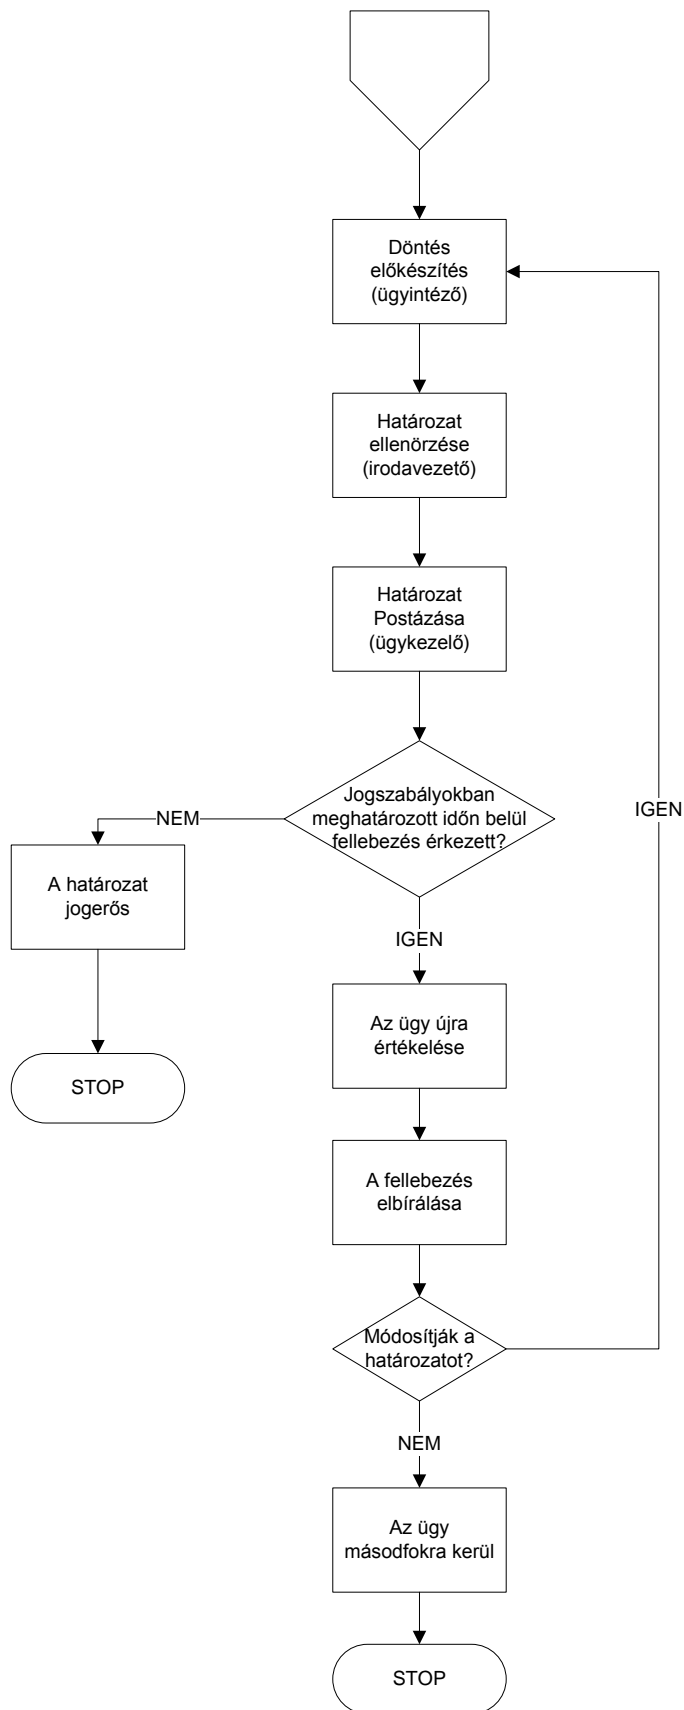 Döntés
előkészítés
(ügyintéző)
Határozat
ellenörzése
(irodavezető)
Határozat
Postázása
(ügykezelő)
Jogszabályokban
meghatározott időn belül
fellebezés érkezett?
NEM
IGEN
A határozat
jogerős
IGEN
STOP
Az ügy újra
értékelése
A fellebezés
elbírálása
Módosítják a
határozatot?
NEM
Az ügy
másodfokra kerül
STOP